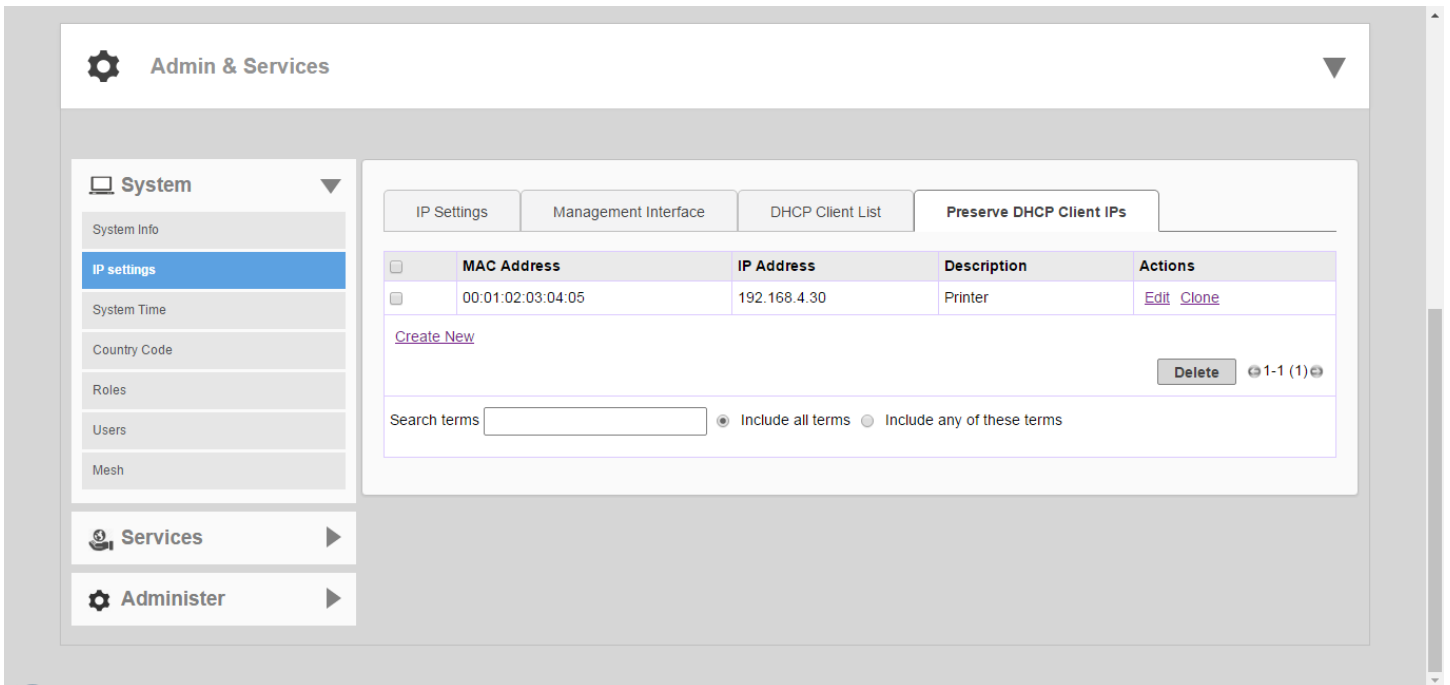 Admin & Services
System
System Info
IP settings
System Time
Country Code
Roles
Users
Mesh
Services
Administer
IP Settings Management Interface DHCP Client List Preserve DHCP Client IPs
MAC Address IP Address Description Actions
00:01:02:03:04:05 192.168.4.30 Printer Edit Clone
Create New
Delete 1-1 (1)
Search terms Include all terms Include any of these terms